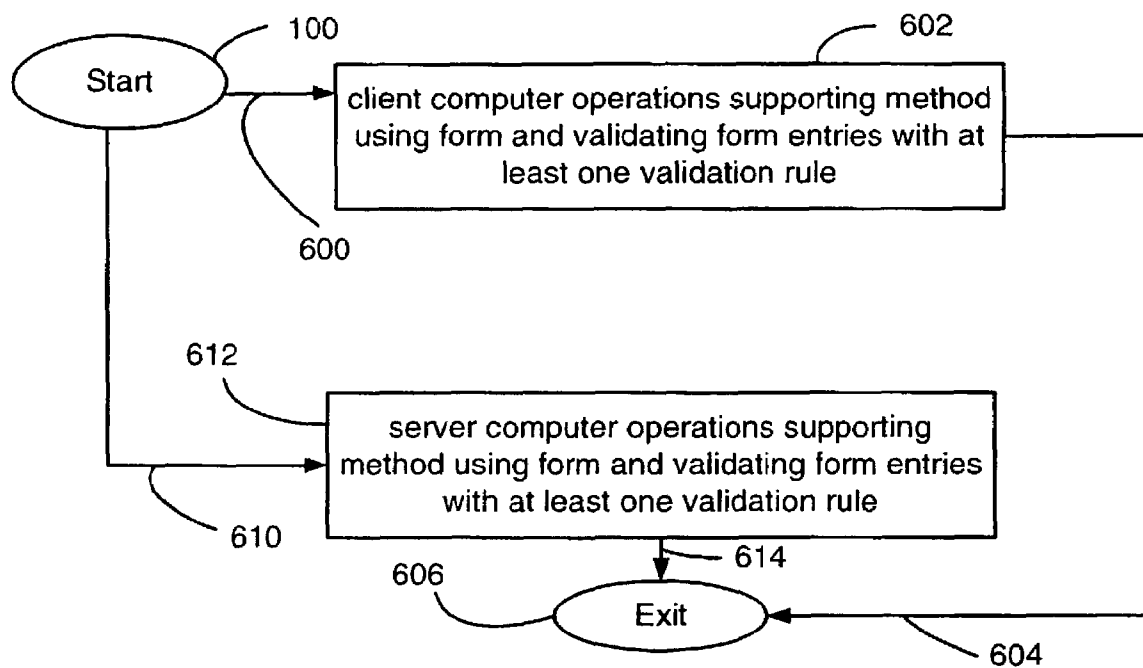 100
Start
602
client computer operations supporting method
using form and validating form entries with at
least one validation rule
600
612
server computer operations supporting
method using form and validating form entries
with at least one validation rule
610
614
606
Exit
604